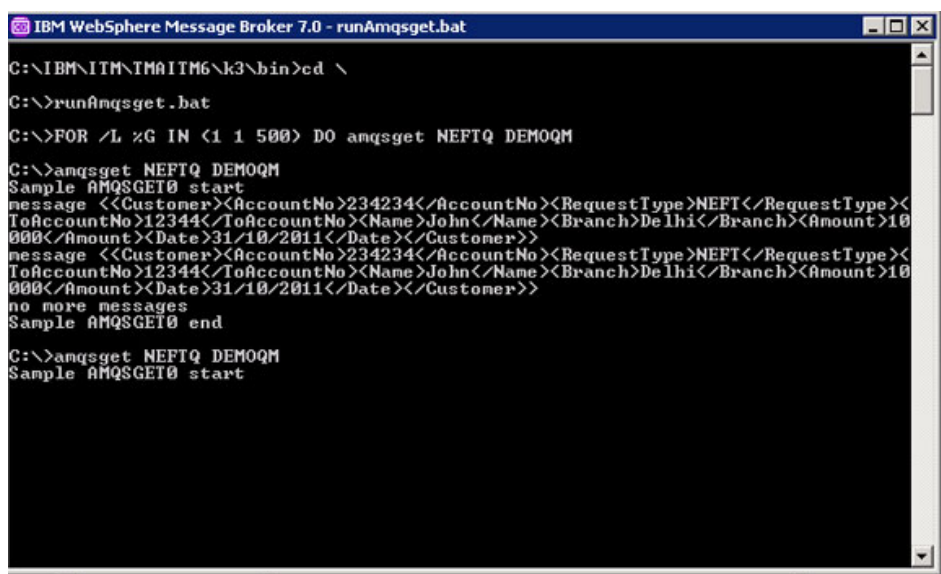 IBM WebSphere Message Broker 7.0 - runAmqsget.bat
C:\IBM\ITM\TMAITM6\k3\bin>cd \
C:\>runAmqsget.bat
C:\>FOR /L %G IN (1 1 500) DO amqsget NEFTQ DEMOQM
C:\>amqsget NEFTQ DEMOQM
Sample AMQSGET0 start
message <<Customer><AccountNo>234234</AccountNo><RequestType>NEFT</RequestType><
ToAccountNo>12344</ToAccountNo><Name>John</Name><Branch>Delhi</Branch><Amount>10
000</Amount><Date>31/10/2011</Date></Customer>>
message <<Customer><AccountNo>234234</AccountNo><RequestType>NEFT</RequestType><
ToAccountNo>12344</ToAccountNo><Name>John</Name><Branch>Delhi</Branch><Amount>10
000</Amount><Date>31/10/2011</Date></Customer>>
no more messages
Sample AMQSGET0 end
C:\>amqsget NEFTQ DEMOQM
Sample AMQSGET0 start